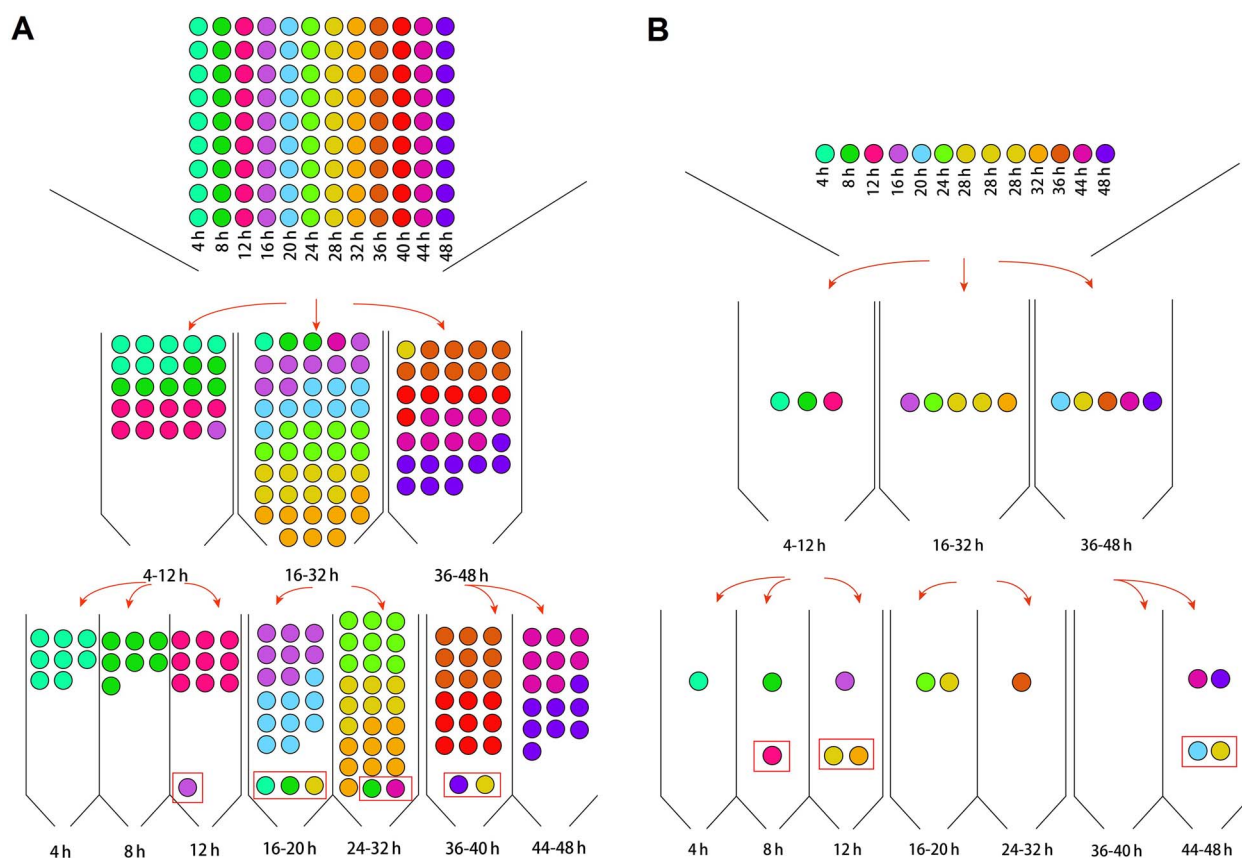 A
4 h 8 h 12 h 16 h 20 h 24 h 28 h 32 h 36 h 40 h 44 h 48 h
4-12 h 16-32 h 36-48 h
4 h 8 h 12 h 16-20 h 24-32 h 36-40 h 44-48 h
B
4 h 8 h 12 h 16 h 20 h 24 h 28 h 28 h 28 h 32 h 36 h 44 h 48 h
4-12 h 16-32 h 36-48 h
4 h 8 h 12 h 16-20 h 24-32 h 36-40 h 44-48 h